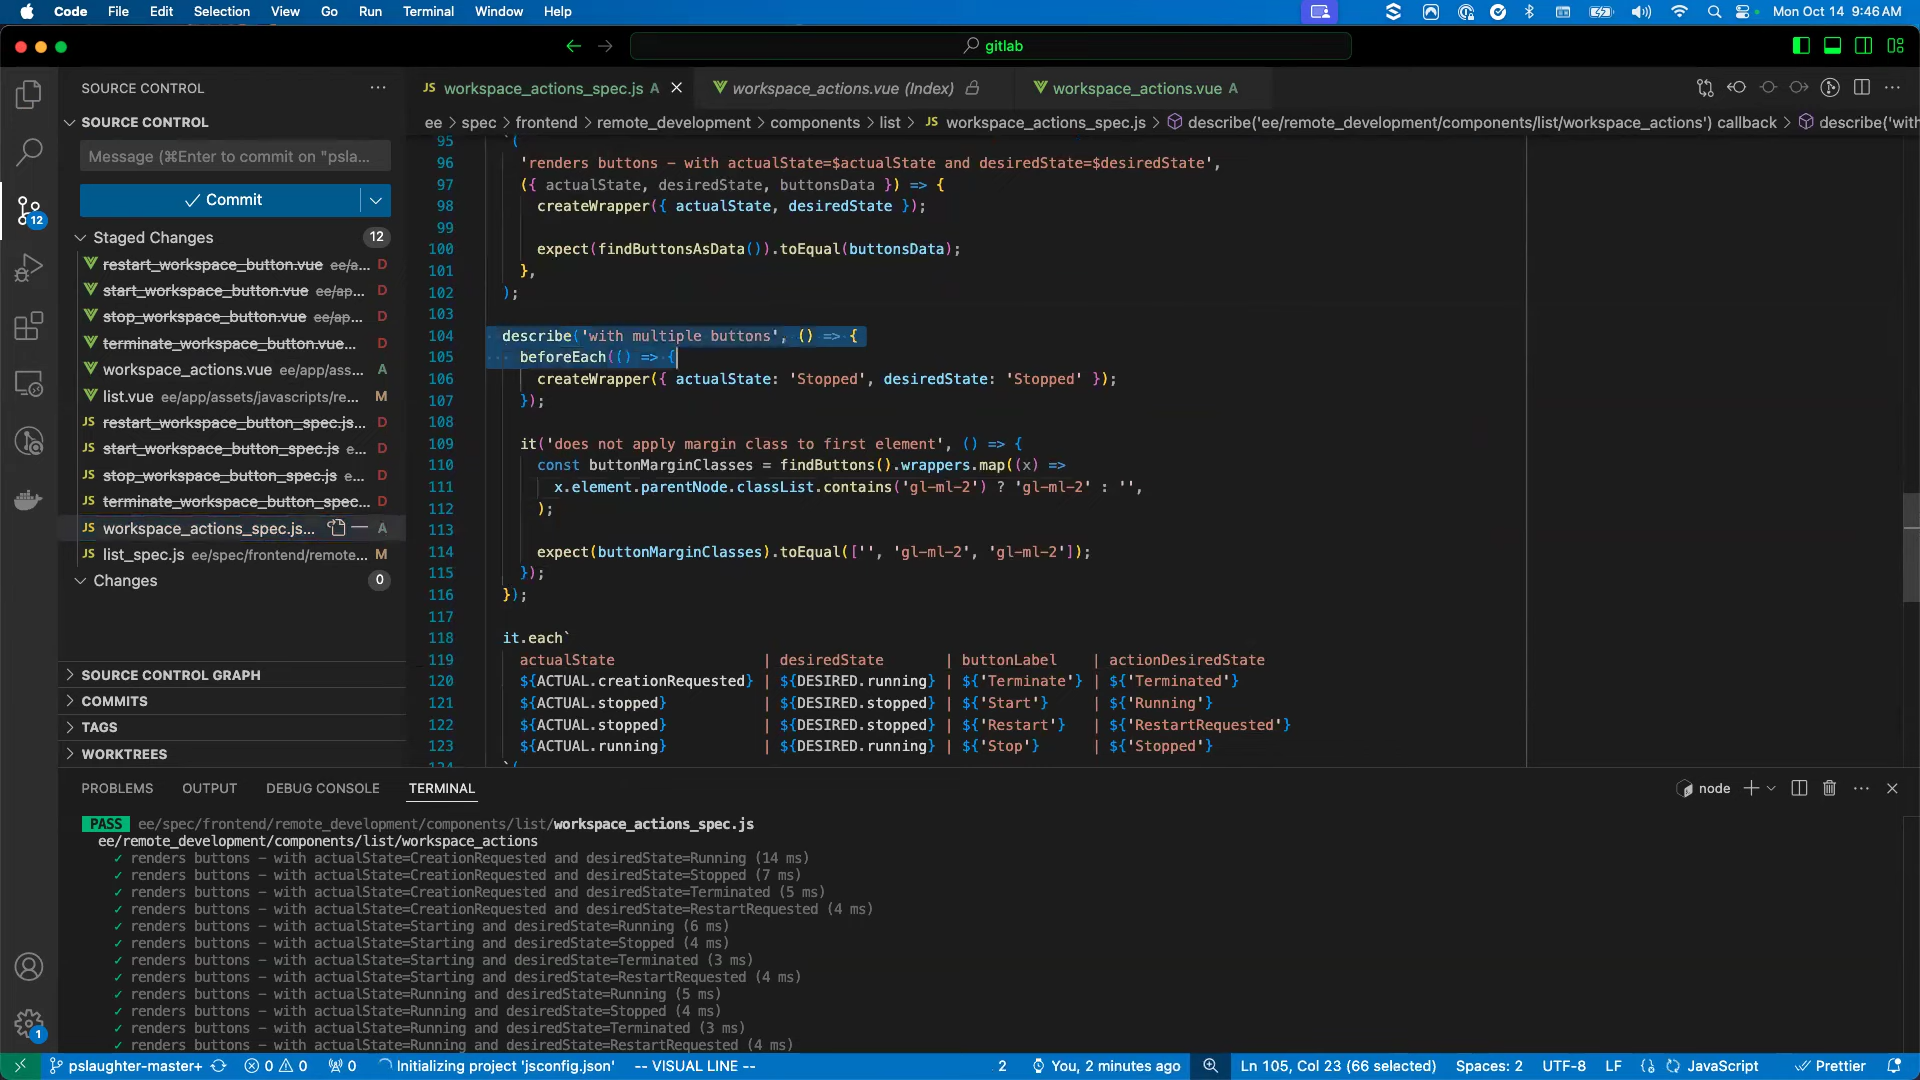 Code File Edit Selection View Go Run Terminal Window Help Mon Oct 14 9:46 AM
gitlab
SOURCE CONTROL
JS workspace_actions_spec.js A
workspace_actions.vue (Index)
workspace_actions.vue A
SOURCE CONTROL
ee > spec > frontend > remote_development > components > list > JS workspace_actions_spec.js > describe('ee/remote_development/components/list/workspace_actions') callback > describe('with
Message (⌘Enter to commit on "psla...
Commit
12
Staged Changes 12
restart_workspace_button.vue ee/a... D
start_workspace_button.vue ee/ap... D
stop_workspace_button.vue ee/ap... D
terminate_workspace_button.vue... D
workspace_actions.vue ee/app/ass... A
list.vue ee/app/assets/javascripts/re... M
JS restart_workspace_button_spec.js... D
JS start_workspace_button_spec.js e... D
JS stop_workspace_button_spec.js e... D
JS terminate_workspace_button_spec... D
JS workspace_actions_spec.js... A
JS list_spec.js ee/spec/frontend/remote... M
Changes 0
SOURCE CONTROL GRAPH
COMMITS
TAGS
WORKTREES
1
95 `(
96 'renders buttons - with actualState=$actualState and desiredState=$desiredState',
97 ({ actualState, desiredState, buttonsData }) => {
98 createWrapper({ actualState, desiredState });
99
100 expect(findButtonsAsData()).toEqual(buttonsData);
101 },
102 );
103
104 describe('with multiple buttons', () => {
105 beforeEach(() => {
106 createWrapper({ actualState: 'Stopped', desiredState: 'Stopped' });
107 });
108
109 it('does not apply margin class to first element', () => {
110 const buttonMarginClasses = findButtons().wrappers.map((x) =>
111 x.element.parentNode.classList.contains('gl-ml-2') ? 'gl-ml-2' : '',
112 );
113
114 expect(buttonMarginClasses).toEqual(['', 'gl-ml-2', 'gl-ml-2']);
115 });
116 });
117
118 it.each`
119 actualState | desiredState | buttonLabel | actionDesiredState
120 ${ACTUAL.creationRequested} | ${DESIRED.running} | ${'Terminate'} | ${'Terminated'}
121 ${ACTUAL.stopped} | ${DESIRED.stopped} | ${'Start'} | ${'Running'}
122 ${ACTUAL.stopped} | ${DESIRED.stopped} | ${'Restart'} | ${'RestartRequested'}
123 ${ACTUAL.running} | ${DESIRED.running} | ${'Stop'} | ${'Stopped'}
124 `(
PROBLEMS OUTPUT DEBUG CONSOLE TERMINAL node
PASS ee/spec/frontend/remote_development/components/list/workspace_actions_spec.js
ee/remote_development/components/list/workspace_actions
✓ renders buttons - with actualState=CreationRequested and desiredState=Running (14 ms)
✓ renders buttons - with actualState=CreationRequested and desiredState=Stopped (7 ms)
✓ renders buttons - with actualState=CreationRequested and desiredState=Terminated (5 ms)
✓ renders buttons - with actualState=CreationRequested and desiredState=RestartRequested (4 ms)
✓ renders buttons - with actualState=Starting and desiredState=Running (6 ms)
✓ renders buttons - with actualState=Starting and desiredState=Stopped (4 ms)
✓ renders buttons - with actualState=Starting and desiredState=Terminated (3 ms)
✓ renders buttons - with actualState=Starting and desiredState=RestartRequested (4 ms)
✓ renders buttons - with actualState=Running and desiredState=Running (5 ms)
✓ renders buttons - with actualState=Running and desiredState=Stopped (4 ms)
✓ renders buttons - with actualState=Running and desiredState=Terminated (3 ms)
✓ renders buttons - with actualState=Running and desiredState=RestartRequested (4 ms)
pslaughter-master+ 0 0 0 Initializing project 'jsconfig.json' -- VISUAL LINE -- 2 You, 2 minutes ago Ln 105, Col 23 (66 selected) Spaces: 2 UTF-8 LF {} JavaScript Prettier